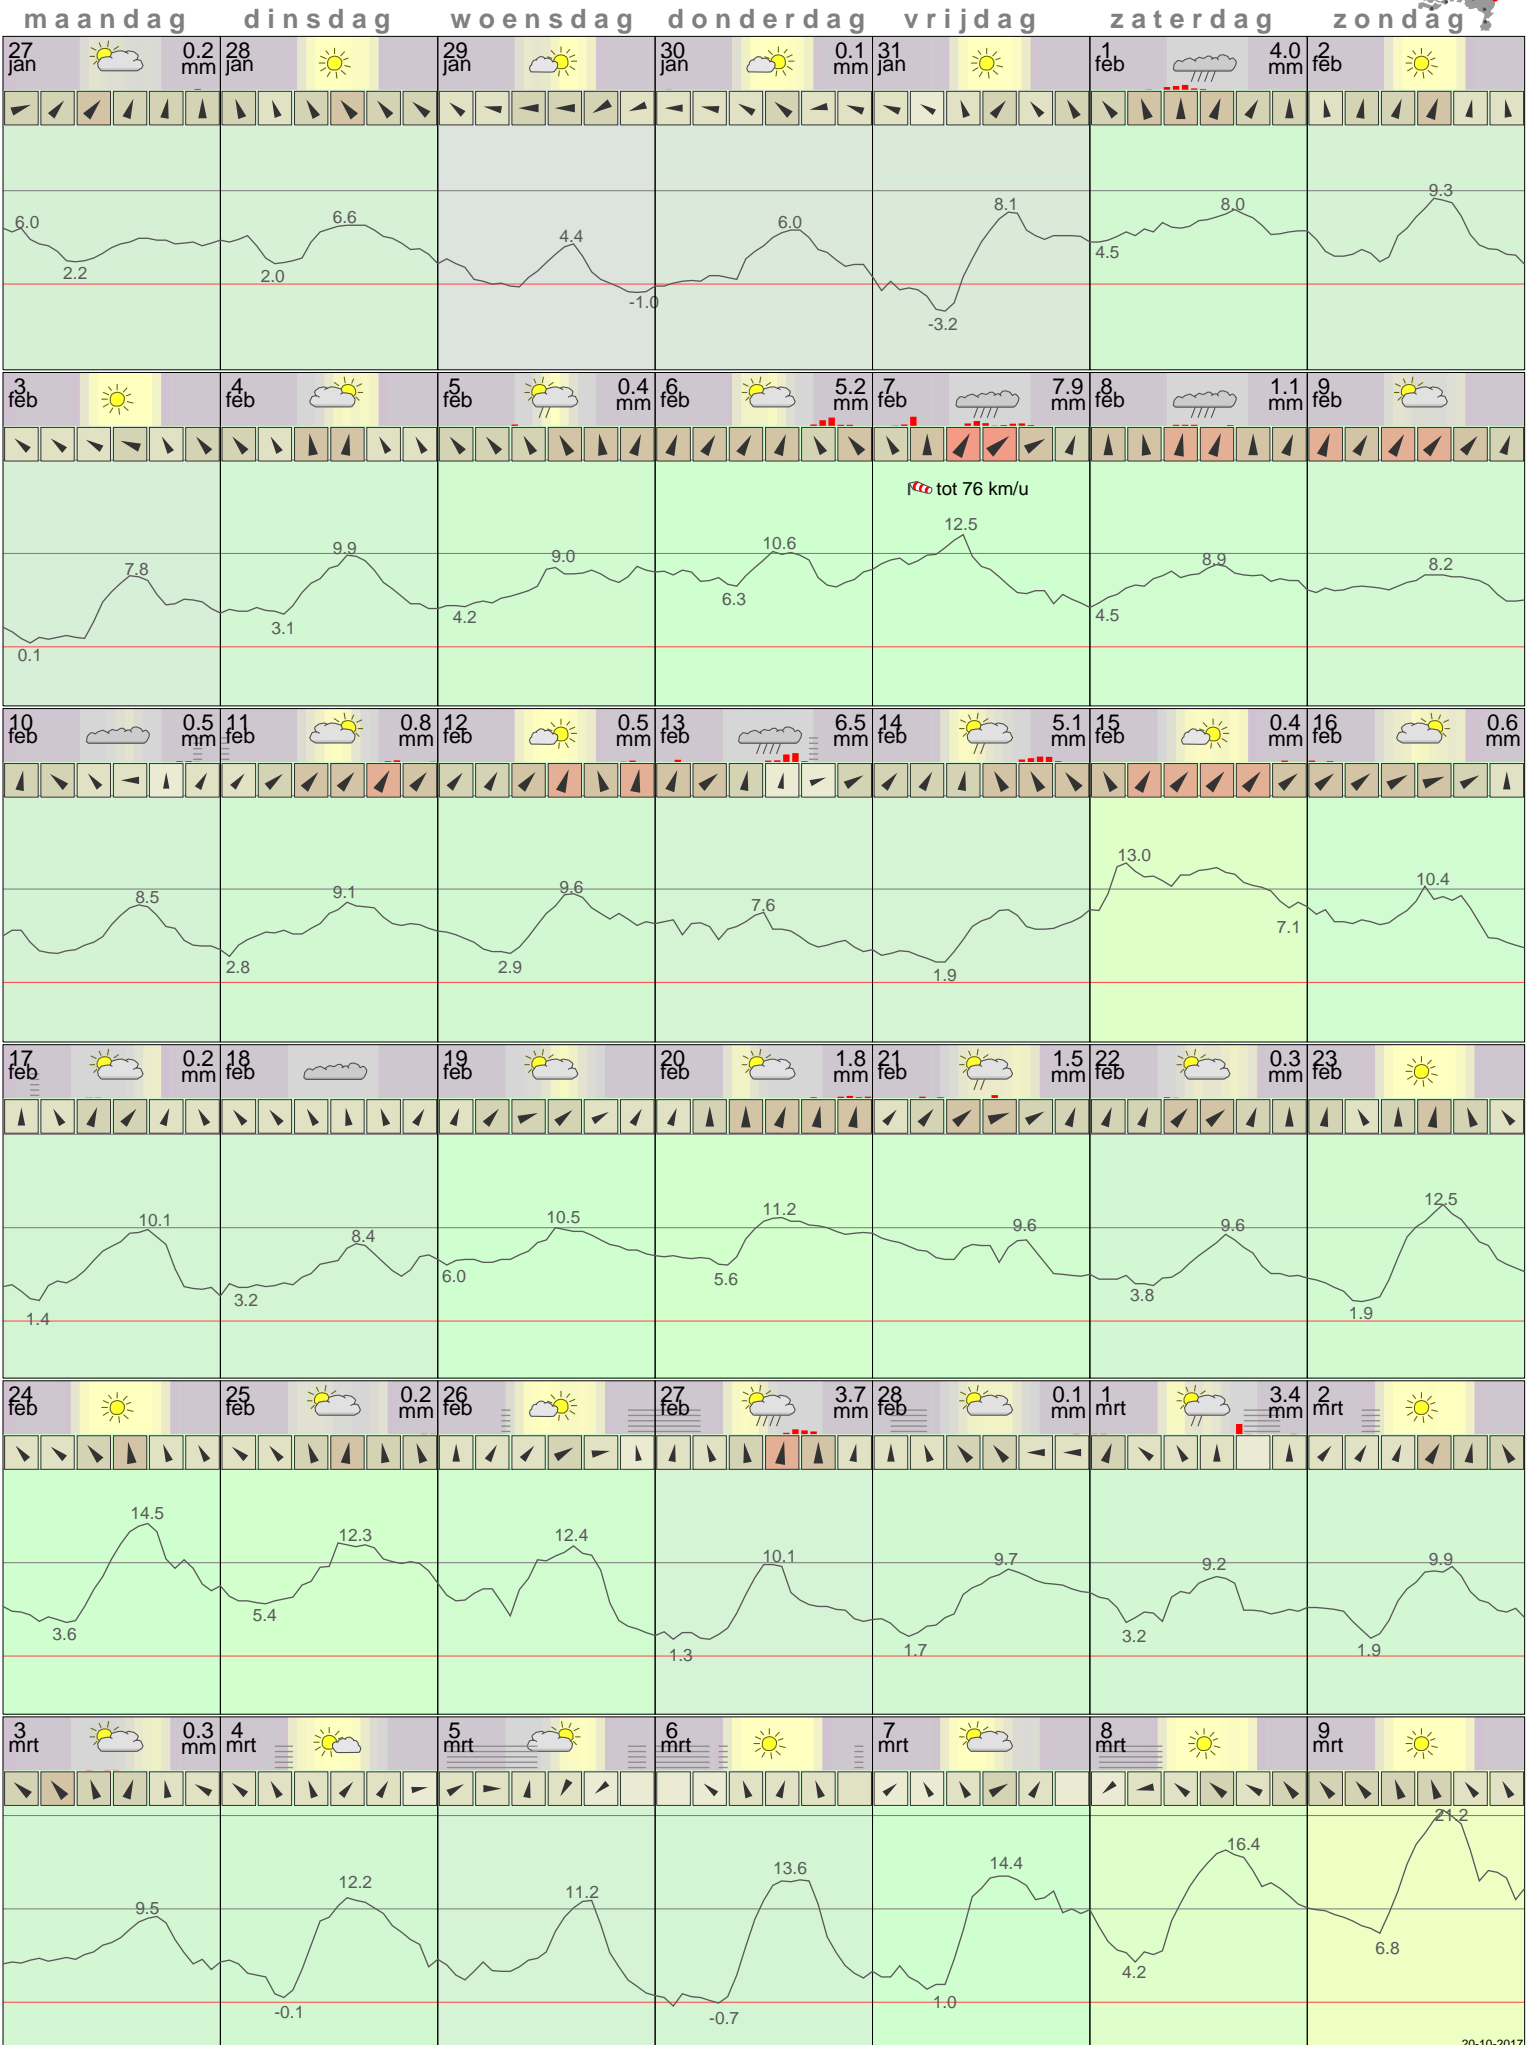 maandag dinsdag woensdag donderdag vrijdag zaterdag zondag
27 jan 0.2 mm 28 jan 29 jan 30 jan 0.1 mm 31 jan 1 feb 4.0 mm 2 feb
6.0 2.2 2.0 6.6 4.4 -1.0 6.0 -3.2 8.1 4.5 8.0 9.3
3 feb 4 feb 5 feb 0.4 mm 6 feb 5.2 mm 7 feb 7.9 mm 8 feb 1.1 mm 9 feb
tot 76 km/u
0.1 7.8 3.1 9.9 4.2 9.0 6.3 10.6 12.5 4.5 8.9 8.2
10 feb 0.5 mm 11 feb 0.8 mm 12 feb 0.5 mm 13 feb 6.5 mm 14 feb 5.1 mm 15 feb 0.4 mm 16 feb 0.6 mm
8.5 2.8 9.1 2.9 9.6 7.6 1.9 13.0 7.1 10.4
17 feb 0.2 mm 18 feb 19 feb 20 feb 1.8 mm 21 feb 1.5 mm 22 feb 0.3 mm 23 feb
1.4 10.1 3.2 8.4 6.0 10.5 5.6 11.2 9.6 3.8 9.6 1.9 12.5
24 feb 25 feb 0.2 mm 26 feb 27 feb 3.7 mm 28 feb 0.1 mm 1 mrt 3.4 mm 2 mrt
3.6 14.5 5.4 12.3 12.4 1.3 10.1 1.7 9.7 3.2 9.2 1.9 9.9
3 mrt 0.3 mm 4 mrt 5 mrt 6 mrt 7 mrt 8 mrt 9 mrt
9.5 -0.1 12.2 11.2 -0.7 13.6 1.0 14.4 4.2 16.4 6.8 21.2
20-10-2017